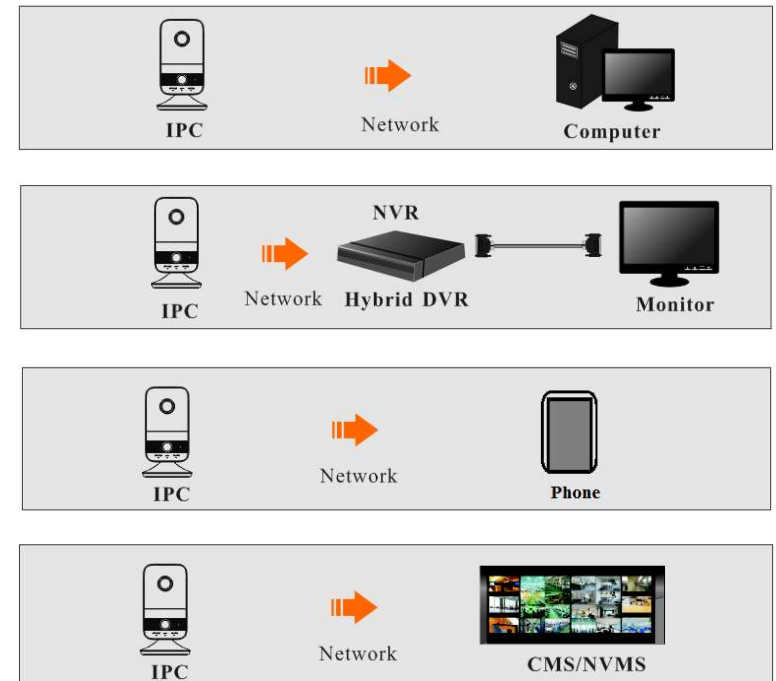 IPC
Network
Computer
NVR
IPC
Network
Hybrid DVR
Monitor
IPC
Network
Phone
IPC
Network
CMS/NVMS